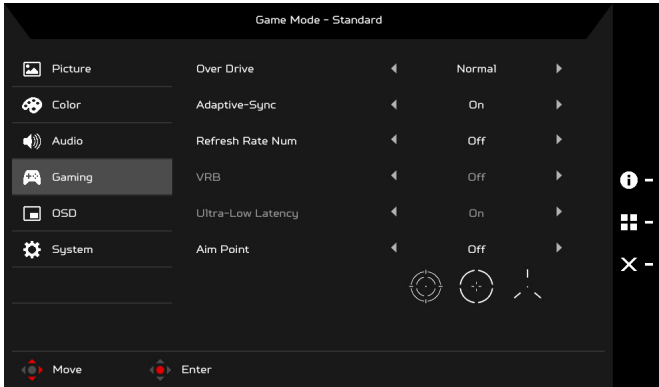 Game Mode - Standard
Picture Over Drive Normal
Color Adaptive-Sync On
Audio Refresh Rate Num Off
Gaming VRB Off
OSD Ultra-Low Latency On
System Aim Point Off
Move Enter